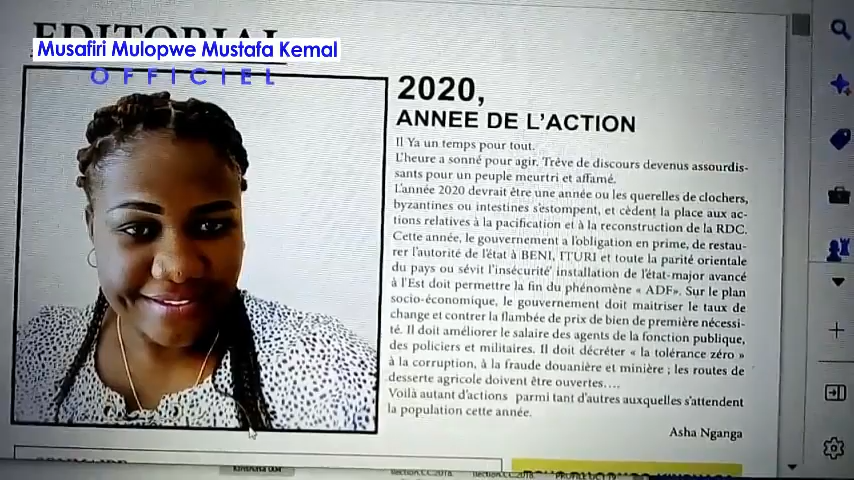 EDITORIAL
Musafiri Mulopwe Mustafa Kemal
OFFICIEL
2020,
ANNEE DE L'ACTION
Il Ya un temps pour tout.
L'heure a sonné pour agir. Trêve de discours devenus assourdis-
sants pour un peuple meurtri et affamé.
L'année 2020 devrait être une année ou les querelles de clochers,
byzantines ou intestines s'estompent, et cèdent la place aux ac-
tions relatives à la pacification et à la reconstruction de la RDC.
Cette année, le gouvernement a l'obligation en prime, de restau-
rer l'autorité de l'état à BENI, ITURI et toute la parité orientale
du pays ou sévit l'insécurité installation de l'état-major avancé
à l'Est doit permettre la fin du phénomène « ADF». Sur le plan
socio-économique, le gouvernement doit maitriser le taux de
change et contrer la flambée de prix de bien de première nécessi-
té. Il doit améliorer le salaire des agents de la fonction publique,
des policiers et militaires. Il doit décréter « la tolérance zéro »
à la corruption, à la fraude douanière et minière ; les routes de
desserte agricole doivent être ouvertes....
Voilà autant d'actions parmi tant d'autres auxquelles s'attendent
la population cette année.
Asha Nganga